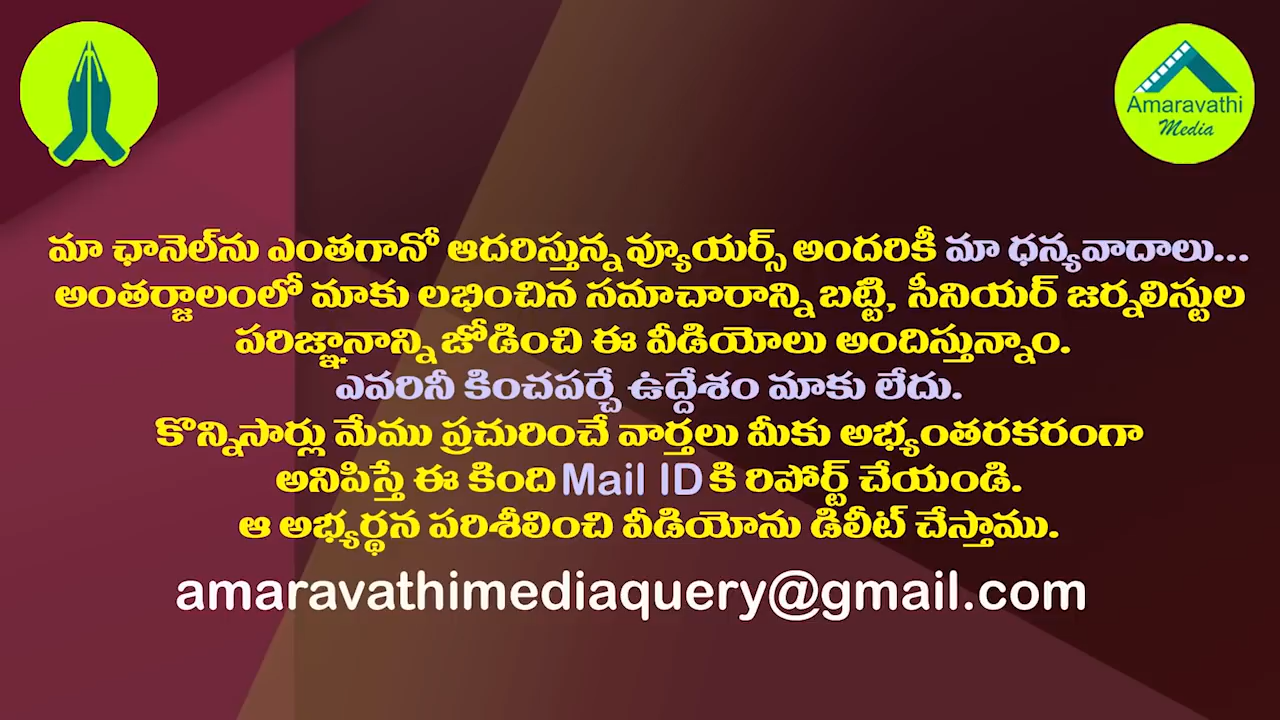 Amaravathi
Media
మా ఛానెల్‌ను ఎంతగానో ఆదరిస్తున్న వ్యూయర్స్ అందరికీ మా ధన్యవాదాలు...
అంతర్జాలంలో మాకు లభించిన సమాచారాన్ని బట్టి, సీనియర్ జర్నలిస్టుల
పరిజ్ఞానాన్ని జోడించి ఈ వీడియోలు అందిస్తున్నాం.
ఎవరినీ కించపర్చే ఉద్దేశం మాకు లేదు.
కొన్నిసార్లు మేము ప్రచురించే వార్తలు మీకు అభ్యంతరకరంగా
అనిపిస్తే ఈ కింది Mail ID కి రిపోర్ట్ చేయండి.
ఆ అభ్యర్థన పరిశీలించి వీడియోను డిలీట్ చేస్తాము.
amaravathimediaquery@gmail.com